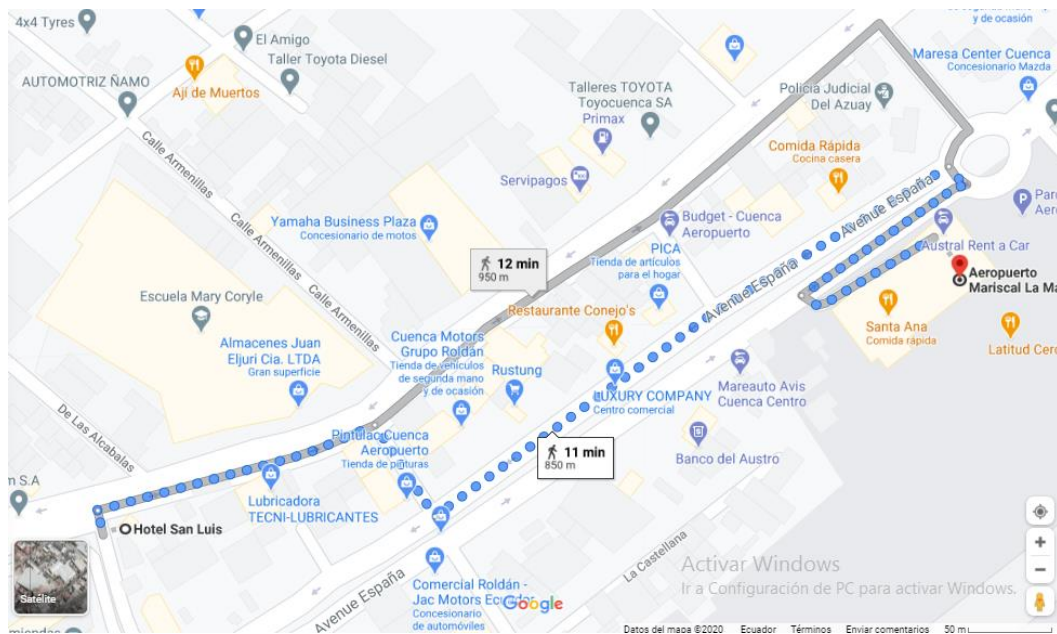 4x4 Tyres
El Amigo
Taller Toyota Diesel
AUTOMOTRIZ ÑAMO
Ají de Muertos
y de ocasión
Maresa Center Cuenca
Concesionario Mazda
Talleres TOYOTA
Toyocuenca SA
Primax
Policia Judicial
Del Azuay
Calle Armenillas
Calle Armenillas
Calle Armenillas
Comida Rápida
Cocina casera
Servipagos
Avenue España
Yamaha Business Plaza
Concesionario de motos
Budget - Cuenca
Aeropuerto
Austral Rent a Car
PICA
Tienda de artículos
para el hogar
12 min
950 m
Avenue España
Aeropuerto
Mariscal La Ma
Escuela Mary Coryle
Restaurante Conejo's
Santa Ana
Comida rápida
Latitud Cero
Almacenes Juan
Eljuri Cia. LTDA
Gran superficie
Cuenca Motors
Grupo Roldán
Tienda de vehículos
de segunda mano
y de ocasión
Rustung
Mareauto Avis
Cuenca Centro
LUXURY COMPANY
Centro comercial
De Las Alcabalas
Pintulac Cuenca
Aeropuerto
Tienda de pinturas
11 min
850 m
Banco del Austro
Lubricadora
TECNI-LUBRICANTES
Hotel San Luis
La Castellana
Satélite
Avenue España
Comercial Roldán -
Jac Motors Ecuador
Concesionario
de automóviles
Google
Activar Windows
Ir a Configuración de PC para activar Windows.
Datos del mapa ©2020 Ecuador Términos Enviar comentarios 50 m